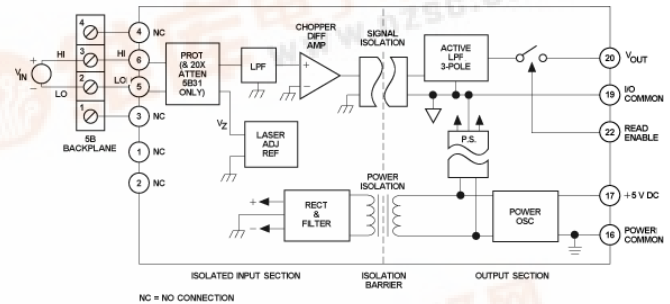 CHOPPER
DIFF
AMP
SIGNAL
ISOLATION
4
4
NC
PROT
(& 20X
ATTEN
5B31
ONLY)
LPF
ACTIVE
LPF
3-POLE
20
VOUT
VIN
HI
3
HI
6
+
−
LO
2
LO
5
1
3
NC
5B
BACKPLANE
VZ
LASER
ADJ
REF
19
I/O
COMMON
22
READ
ENABLE
P.S.
1
NC
2
NC
POWER
ISOLATION
+
−
RECT
&
FILTER
POWER
OSC
17
+5 V DC
16
POWER
COMMON
ISOLATED INPUT SECTION
ISOLATION
BARRIER
OUTPUT SECTION
NC = NO CONNECTION